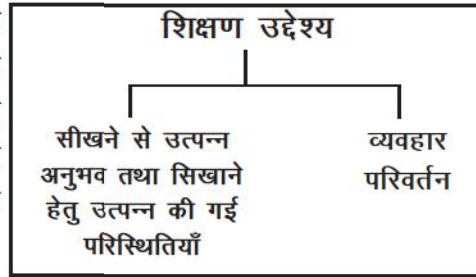 शिक्षण उद्देश्य
सीखने से उत्पन्न
अनुभव तथा सिखाने
हेतु उत्पन्न की गई
परिस्थितियाँ
व्यवहार
परिवर्तन